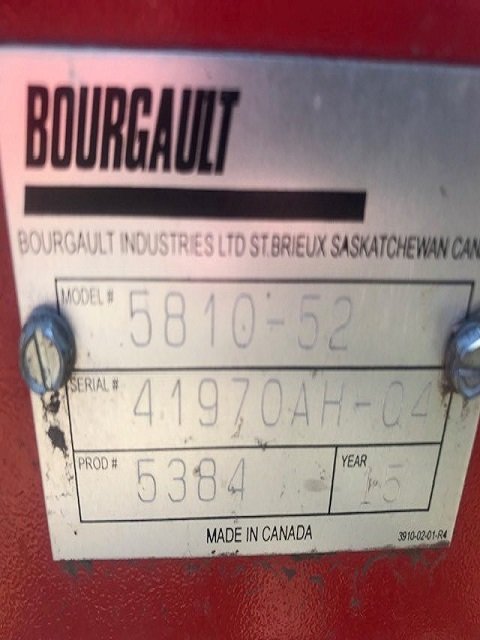 BOURGAULT
BOURGAULT INDUSTRIES LTD ST.BRIEUX SASKATCHEWAN CAN
MODEL # 5810-52
SERIAL # 41970AH-04
PROD # 5384 YEAR 15
MADE IN CANADA 3910-02-01-R4